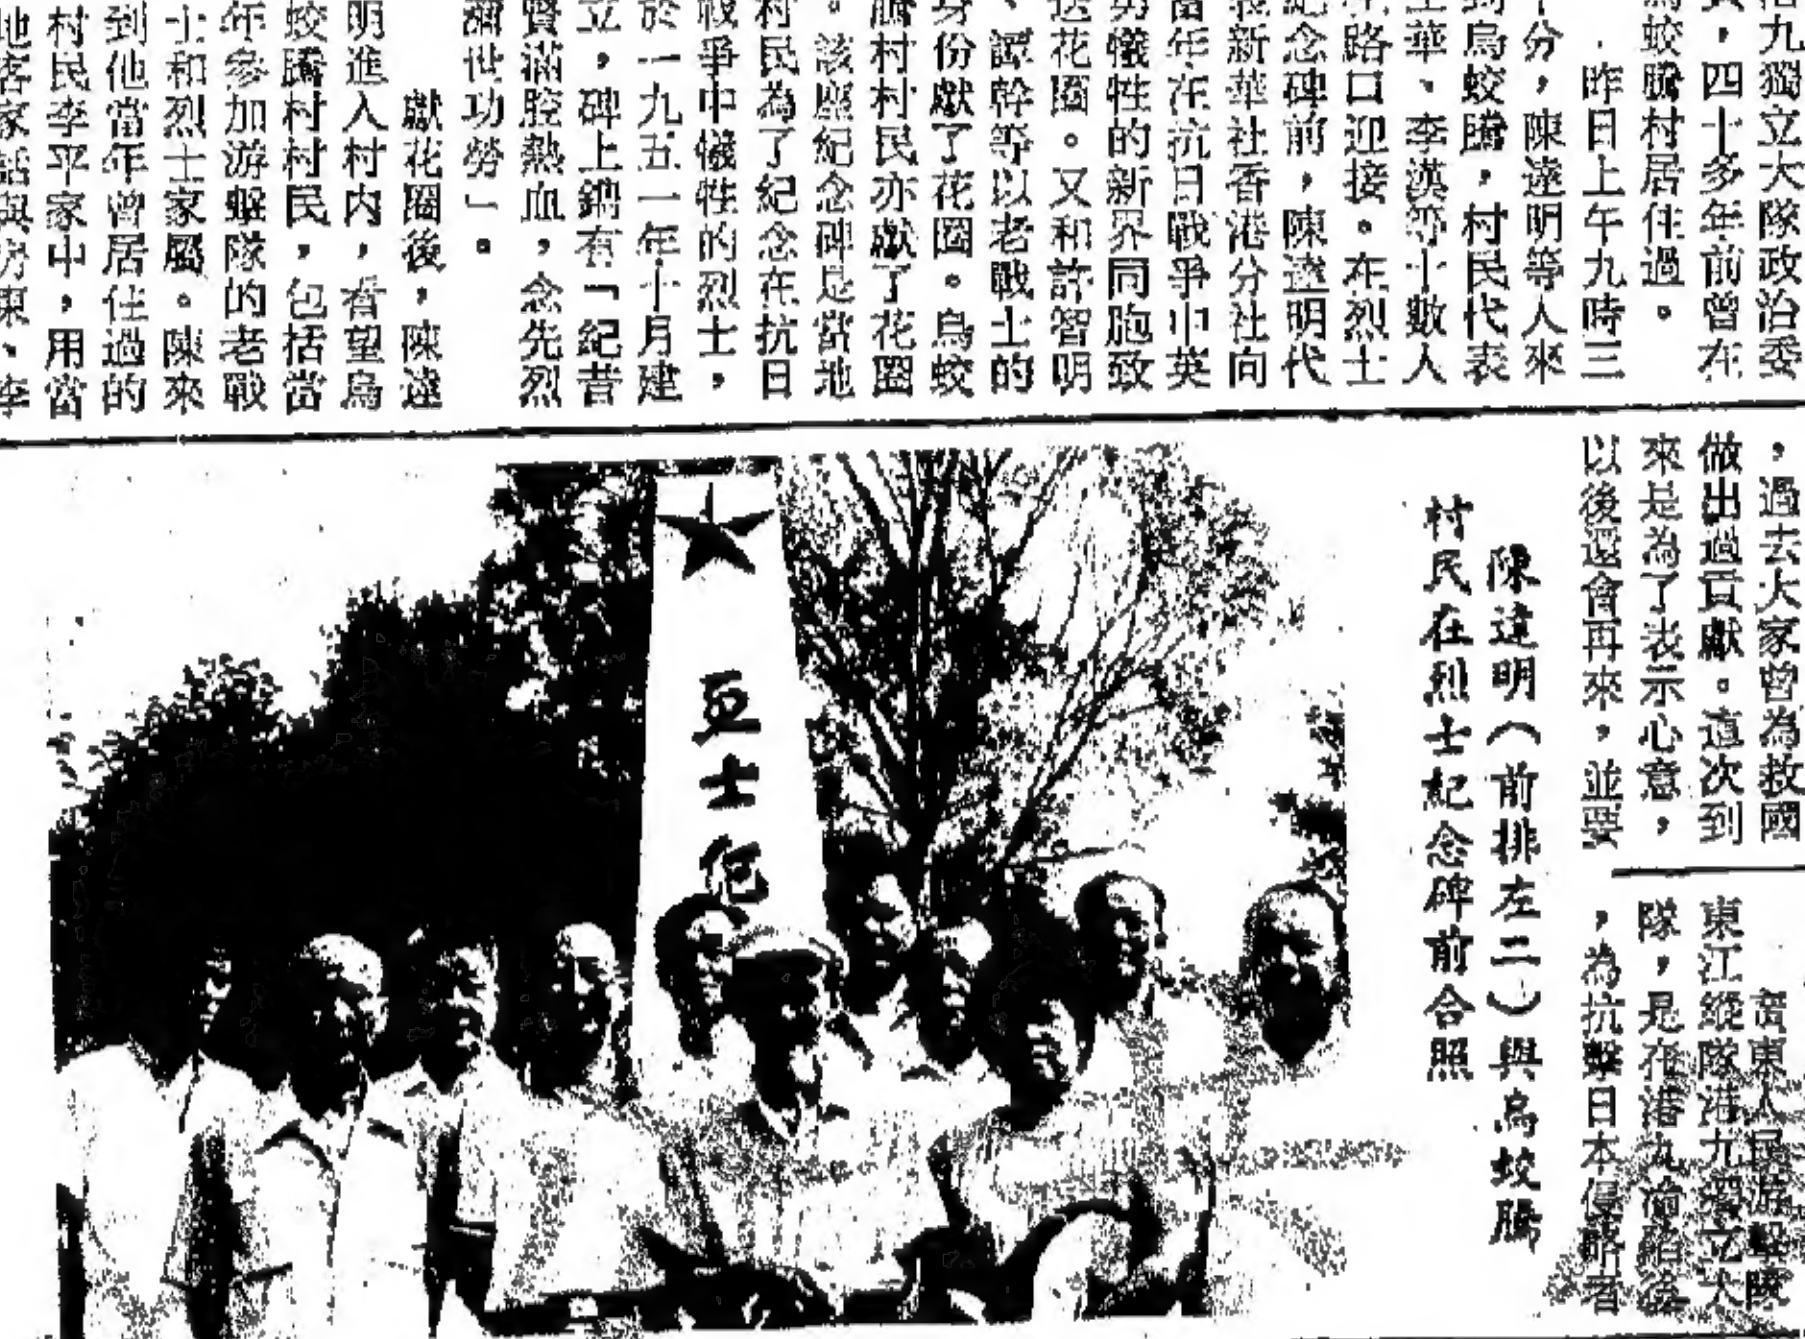 九獨立大隊政治委
，四十多年前曾在
烏蛟騰村居住過。
昨日上午九時三
十分，陳達明等人來
到烏蛟騰，村民代表
華、李漢等十數人
路口迎接。在烈士
紀念碑前，陳達明代
表新華社香港分社向
當年在抗日戰爭中英
勇犧牲的新界同胞致
送花圈。又和許智明
、譚幹等以老戰士的
身份獻了花圈。烏蛟
騰村村民亦獻了花圈
。該座紀念碑是當地
村民為了紀念在抗日
戰爭中犧牲的烈士，
於一九五一年十月建
立，碑上鐫有「紀昔
賢滿腔熱血，念先烈
世功勞」。
獻花圈後，陳達
明進入村內，看望烏
蛟騰村村民，包括當
年參加游擊隊的老戰
士和烈士家屬。陳來
到他當年曾居住過的
村民李平家中，用當
地客家話與房東、李
，過去大家曾為救國
做出過貢獻。這次到
來是為了表示心意，
以後還會再來，並要
廣東人民游擊隊
東江縱隊港九獨立大
隊，是在港九淪陷後
，為抗擊日本侵略者
陳達明（前排左二）與烏蛟騰
村民在烈士紀念碑前合照